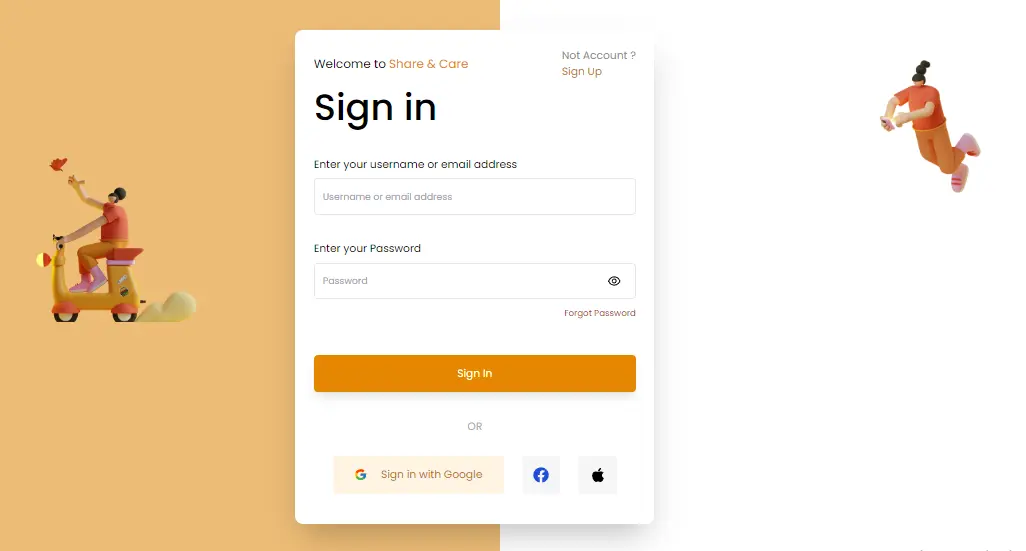 Welcome to Share & Care
Not Account ?
Sign Up
Sign in
Enter your username or email address
Username or email address
Enter your Password
Password
Forgot Password
Sign In
OR
Sign in with Google